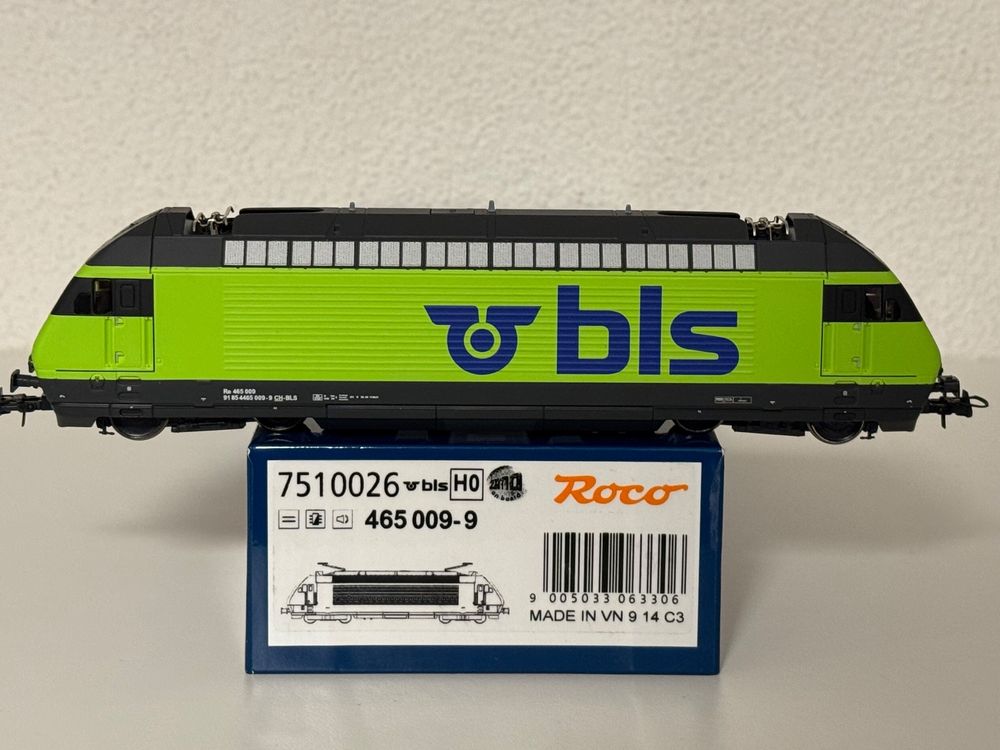 bls
Re 465 009
91 85 4465 009-9 CH-BLS
7510026 bls H0
Roco
465 009-9
9 005033 063306
MADE IN VN 9 14 C3